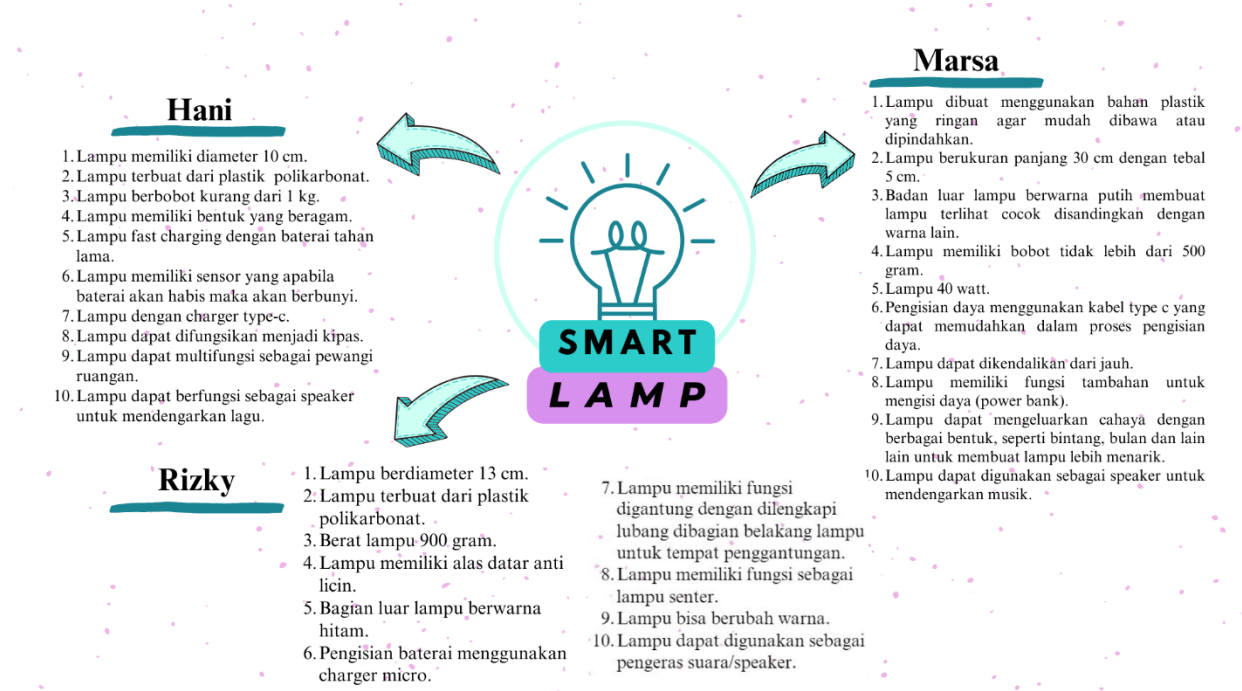 Hani
1. Lampu memiliki diameter 10 cm.
2. Lampu terbuat dari plastik polikarbonat.
3. Lampu berbobot kurang dari 1 kg.
4. Lampu memiliki bentuk yang beragam.
5. Lampu fast charging dengan baterai tahan
lama.
6. Lampu memiliki sensor yang apabila
baterai akan habis maka akan berbunyi.
7. Lampu dengan charger type-c.
8. Lampu dapat difungsikan menjadi kipas.
9. Lampu dapat multifungsi sebagai pewangi
ruangan.
10. Lampu dapat berfungsi sebagai speaker
untuk mendengarkan lagu.
SMART
LAMP
Marsa
1. Lampu dibuat menggunakan bahan plastik
yang ringan agar mudah dibawa atau
dipindahkan.
2. Lampu berukuran panjang 30 cm dengan tebal
5 cm.
3. Badan luar lampu berwarna putih membuat
lampu terlihat cocok disandingkan dengan
warna lain.
4. Lampu memiliki bobot tidak lebih dari 500
gram.
5. Lampu 40 watt.
6. Pengisian daya menggunakan kabel type c yang
dapat memudahkan dalam proses pengisian
daya.
7. Lampu dapat dikendalikan dari jauh.
8. Lampu memiliki fungsi tambahan untuk
mengisi daya (power bank).
9. Lampu dapat mengeluarkan cahaya dengan
berbagai bentuk, seperti bintang, bulan dan lain
lain untuk membuat lampu lebih menarik.
10. Lampu dapat digunakan sebagai speaker untuk
mendengarkan musik.
Rizky
1. Lampu berdiameter 13 cm.
2. Lampu terbuat dari plastik
polikarbonat.
3. Berat lampu 900 gram.
4. Lampu memiliki alas datar anti
licin.
5. Bagian luar lampu berwarna
hitam.
6. Pengisian baterai menggunakan
charger micro.
7. Lampu memiliki fungsi
digantung dengan dilengkapi
lubang dibagian belakang lampu
untuk tempat penggantungan.
8. Lampu memiliki fungsi sebagai
lampu senter.
9. Lampu bisa berubah warna.
10. Lampu dapat digunakan sebagai
pengeras suara/speaker.